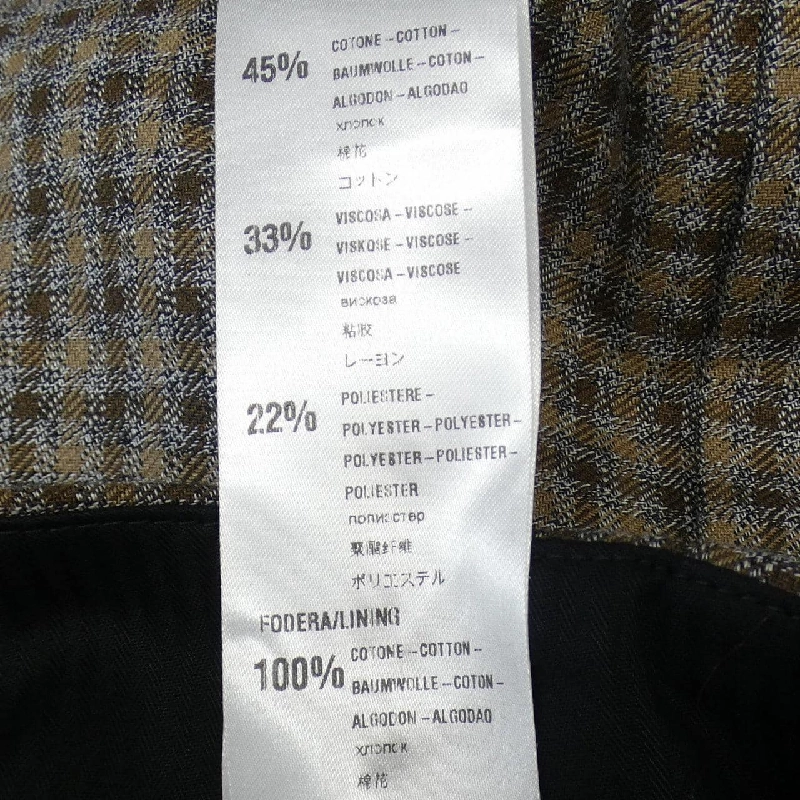 45% COTONE–COTTON–
BAUMWOLLE–COTON–
ALGODON–ALGODAO
хлопок
棉花
コットン
33% VISCOSA–VISCOSE–
VISKOSE–VISCOSE–
VISCOSA–VISCOSE
вискоза
粘胶
レーヨン
22% POLIESTERE–
POLYESTER–POLYESTER–
POLYESTER–POLIESTER–
POLIESTER
полиэстер
聚酯纤维
ポリエステル
FODERA/LINING
100% COTONE–COTTON–
BAUMWOLLE–COTON–
ALGODON–ALGODAO
хлопок
棉花